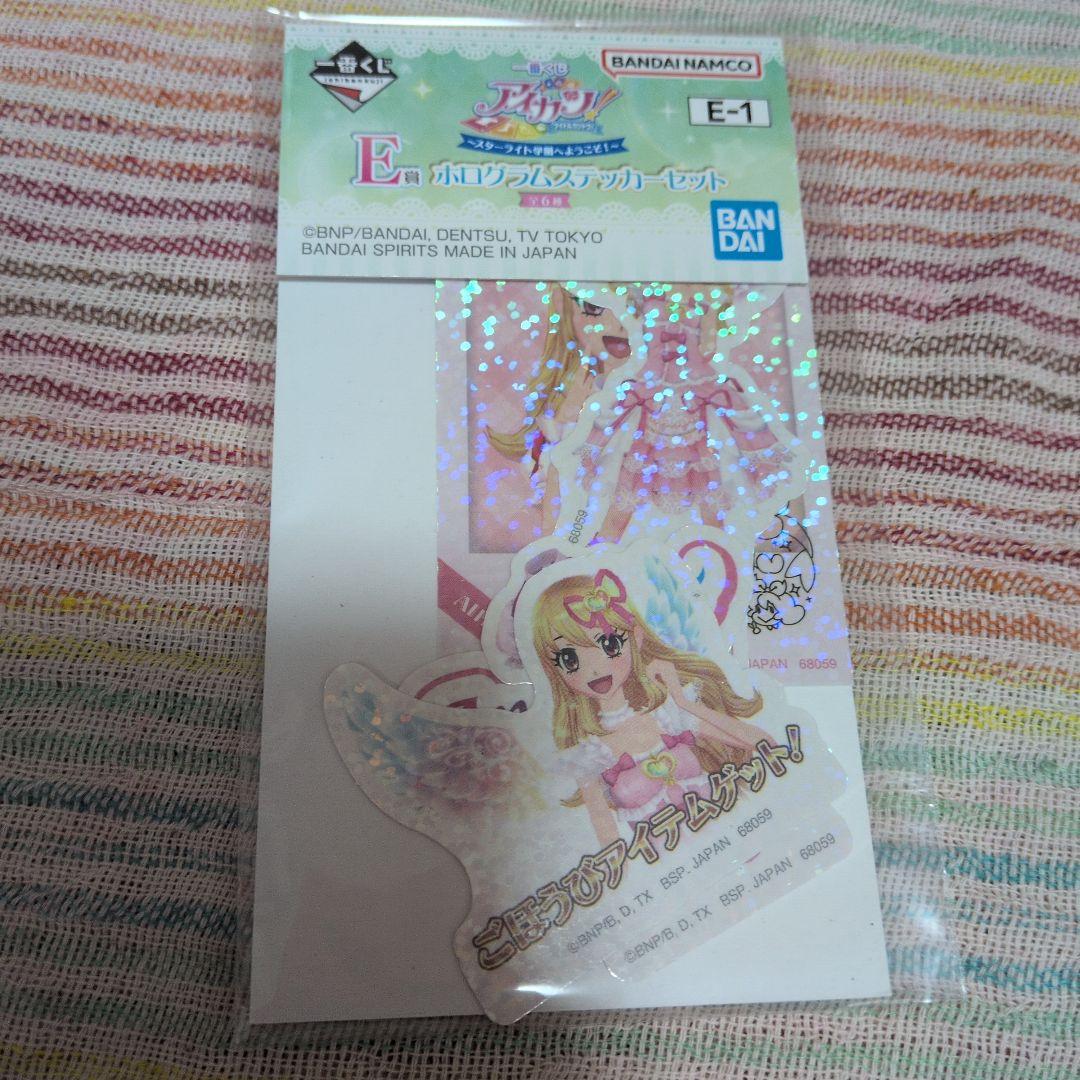 一番くじ
ichibankuji
一番くじ
アイカツ!
~スターライト学園へようこそ!~
BANDAI NAMCO
E-1
E賞 ホログラムステッカーセット
全6種
BAN
DAI
©BNP/BANDAI, DENTSU, TV TOKYO
BANDAI SPIRITS MADE IN JAPAN
68059
JAPAN 68059
ごほうびアイテムゲット!
©BNP/B, D, TX BSP. JAPAN 68059
©BNP/B, D, TX BSP. JAPAN 68059